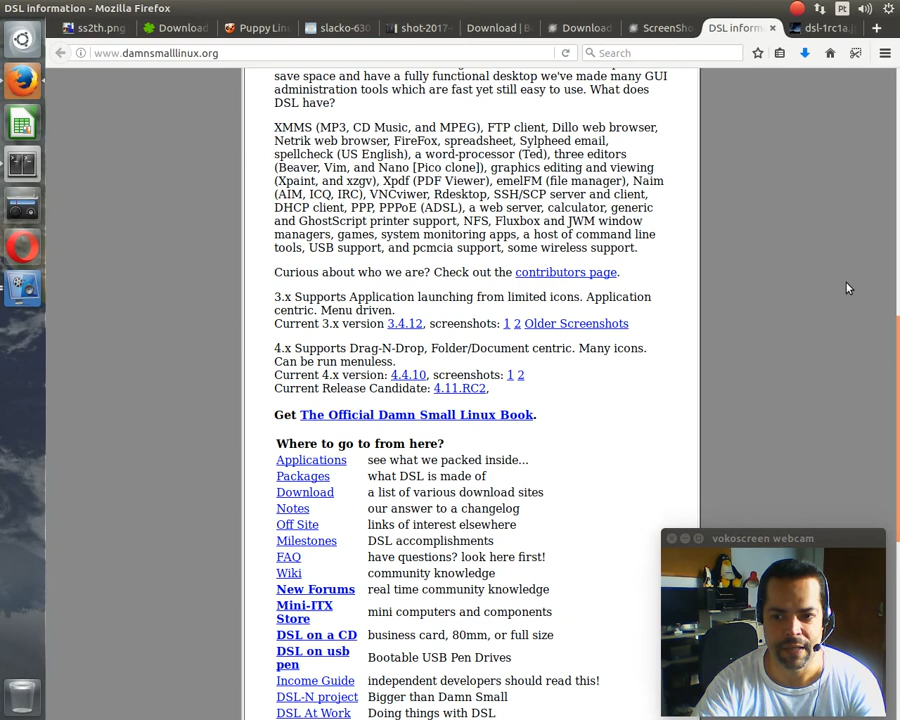 DSL information - Mozilla Firefox
Pt
ss2th.png
Download
Puppy Linu
slacko-630
shot-2017-
Download | B
Download
ScreenSho
DSL inform
dsl-1rc1a.j
www.damnsmalllinux.org
Search
save space and have a fully functional desktop we've made many GUI
administration tools which are fast yet still easy to use. What does
DSL have?
XMMS (MP3, CD Music, and MPEG), FTP client, Dillo web browser,
Netrik web browser, FireFox, spreadsheet, Sylpheed email,
spellcheck (US English), a word-processor (Ted), three editors
(Beaver, Vim, and Nano [Pico clone]), graphics editing and viewing
(Xpaint, and xzgv), Xpdf (PDF Viewer), emelFM (file manager), Naim
(AIM, ICQ, IRC), VNCviwer, Rdesktop, SSH/SCP server and client,
DHCP client, PPP, PPPoE (ADSL), a web server, calculator, generic
and GhostScript printer support, NFS, Fluxbox and JWM window
managers, games, system monitoring apps, a host of command line
tools, USB support, and pcmcia support, some wireless support.
Curious about who we are? Check out the contributors page.
3.x Supports Application launching from limited icons. Application
centric. Menu driven.
Current 3.x version 3.4.12, screenshots: 1 2 Older Screenshots
4.x Supports Drag-N-Drop, Folder/Document centric. Many icons.
Can be run menuless.
Current 4.x version: 4.4.10, screenshots: 1 2
Current Release Candidate: 4.11.RC2,
Get The Official Damn Small Linux Book.
Where to go to from here?
Applications see what we packed inside...
Packages what DSL is made of
Download a list of various download sites
Notes our answer to a changelog
Off Site links of interest elsewhere
Milestones DSL accomplishments
FAQ have questions? look here first!
Wiki community knowledge
New Forums real time community knowledge
Mini-ITX
Store mini computers and components
DSL on a CD business card, 80mm, or full size
DSL on usb
pen Bootable USB Pen Drives
Income Guide independent developers should read this!
DSL-N project Bigger than Damn Small
DSL At Work Doing things with DSL
vokoscreen webcam